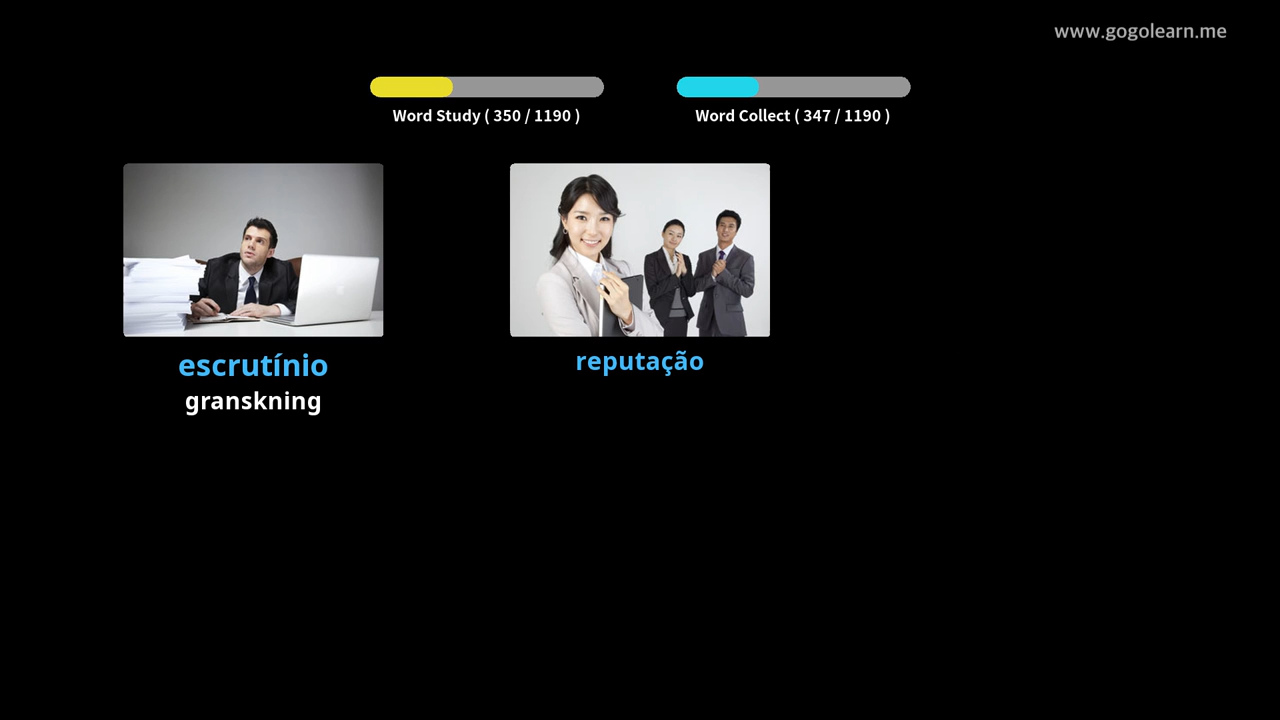 www.gogolearn.me
Word Study ( 350 / 1190 )
Word Collect ( 347 / 1190 )
escrutínio
granskning
reputação